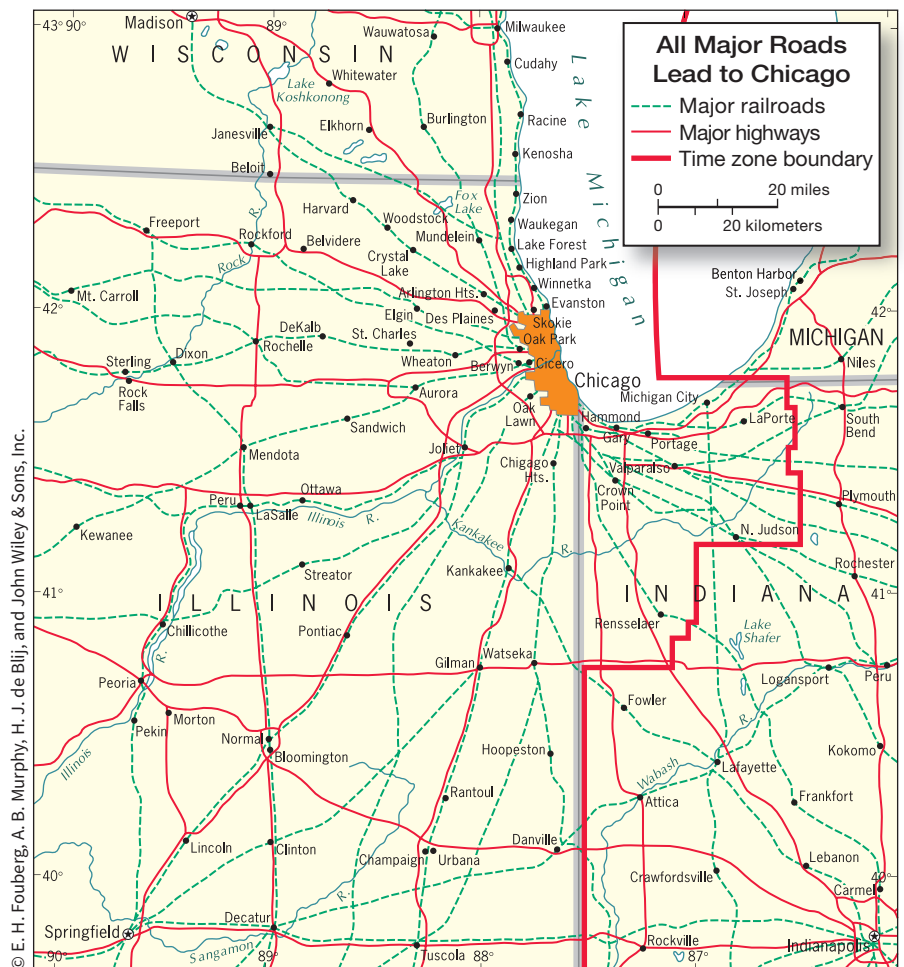 43°
90°
89°
Madison
WISCONSIN
Wauwatosa
Milwaukee
Cudahy
Lake
Koshkonong
Whitewater
Janesville
Elkhorn
Burlington
Racine
Beloit
Kenosha
Lake Michigan
All Major Roads
Lead to Chicago
Major railroads
Major highways
Time zone boundary
0 20 miles
0 20 kilometers
Zion
Freeport
Harvard
Fox
Lake
Woodstock
Waukegan
Rockford
Belvidere
Mundelein
Lake Forest
Rock R.
Crystal
Lake
Highland Park
Winnetka
Benton Harbor
St. Joseph
Mt. Carroll
Arlington Hts.
Evanston
42°
42°
Elgin
Des Plaines
Skokie
DeKalb
St. Charles
Oak Park
MICHIGAN
Dixon
Rochelle
Sterling
Wheaton
Berwyn
Cicero
Niles
Rock
Falls
Aurora
Chicago
Michigan City
Oak
Lawn
Hammond
LaPorte
South
Bend
Sandwich
Gary
Portage
Mendota
Joliet
Chigago
Hts.
Valparaiso
Crown
Point
Peru
Ottawa
LaSalle
Illinois R.
Plymouth
Kewanee
Kankakee R.
N. Judson
Streator
Kankakee
Rochester
41°
41°
ILLINOIS
INDIANA
Chillicothe
Pontiac
Rensselaer
Lake
Shafer
Gilman
Watseka
Peoria
Logansport
Peru
Pekin
Morton
Fowler
Illinois R.
Normal
Bloomington
Hoopeston
Kokomo
Wabash R.
Lafayette
Rantoul
Attica
Frankfort
Lincoln
Clinton
Champaign
Urbana
Danville
Lebanon
40°
40°
Crawfordsville
Carmel
Springfield
Decatur
Sangamon R.
Rockville
Indianapolis
Tuscola
90°
89°
88°
87°
© E. H. Fouberg, A. B. Murphy, H. J. de Blij, and John Wiley & Sons, Inc.